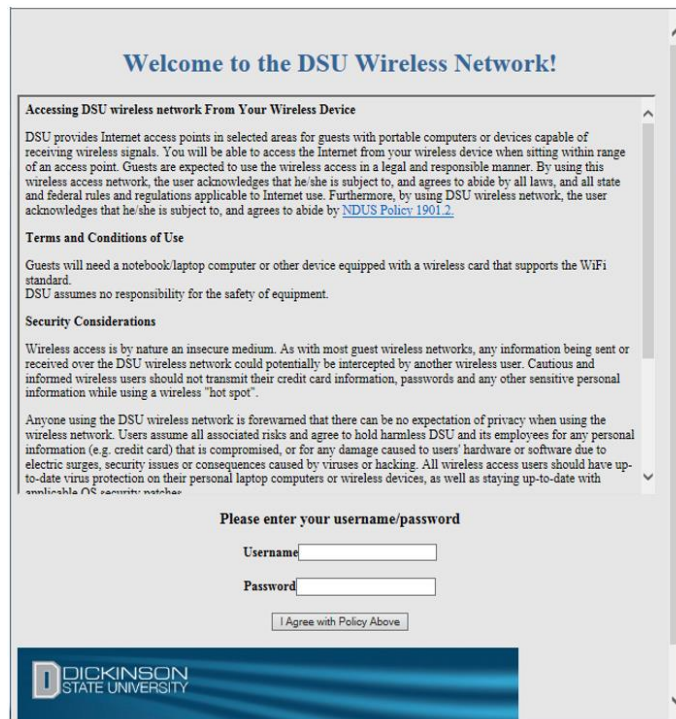 Welcome to the DSU Wireless Network!
Accessing DSU wireless network From Your Wireless Device
DSU provides Internet access points in selected areas for guests with portable computers or devices capable of
receiving wireless signals. You will be able to access the Internet from your wireless device when sitting within range
of an access point. Guests are expected to use the wireless access in a legal and responsible manner. By using this
wireless access network, the user acknowledges that he/she is subject to, and agrees to abide by all laws, and all state
and federal rules and regulations applicable to Internet use. Furthermore, by using DSU wireless network, the user
acknowledges that he/she is subject to, and agrees to abide by NDUS Policy 1901.2.
Terms and Conditions of Use
Guests will need a notebook/laptop computer or other device equipped with a wireless card that supports the WiFi
standard.
DSU assumes no responsibility for the safety of equipment.
Security Considerations
Wireless access is by nature an insecure medium. As with most guest wireless networks, any information being sent or
received over the DSU wireless network could potentially be intercepted by another wireless user. Cautious and
informed wireless users should not transmit their credit card information, passwords and any other sensitive personal
information while using a wireless "hot spot".
Anyone using the DSU wireless network is forewarned that there can be no expectation of privacy when using the
wireless network. Users assume all associated risks and agree to hold harmless DSU and its employees for any personal
information (e.g. credit card) that is compromised, or for any damage caused to users' hardware or software due to
electric surges, security issues or consequences caused by viruses or hacking. All wireless access users should have up-
to-date virus protection on their personal laptop computers or wireless devices, as well as staying up-to-date with
applicable OS security patches
Please enter your username/password
Username
Password
I Agree with Policy Above
DICKINSON
STATE UNIVERSITY